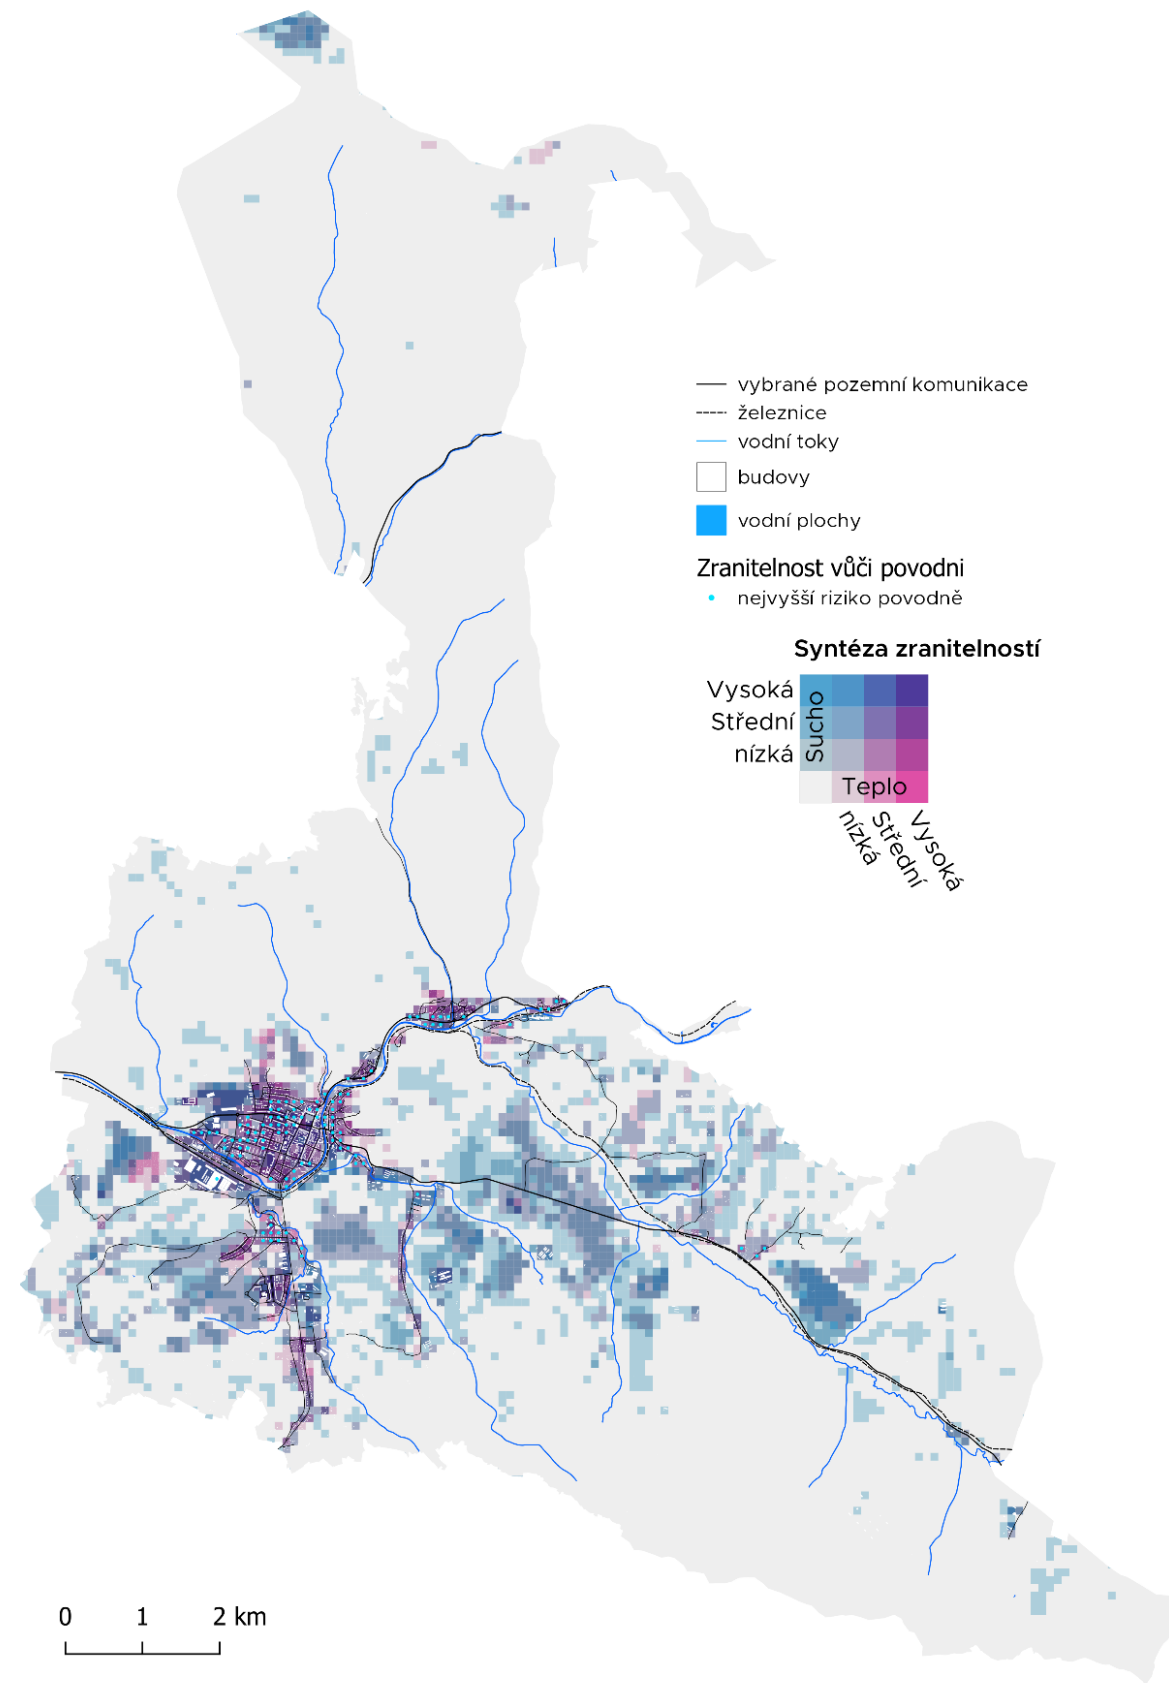 vybrané pozemní komunikace
železnice
vodní toky
budovy
vodní plochy
Zranitelnost vůči povodni
nejvyšší riziko povodně
Syntéza zranitelností
Vysoká
Střední
nízká
Sucho
Teplo
nízká
Střední
Vysoká
0 1 2 km